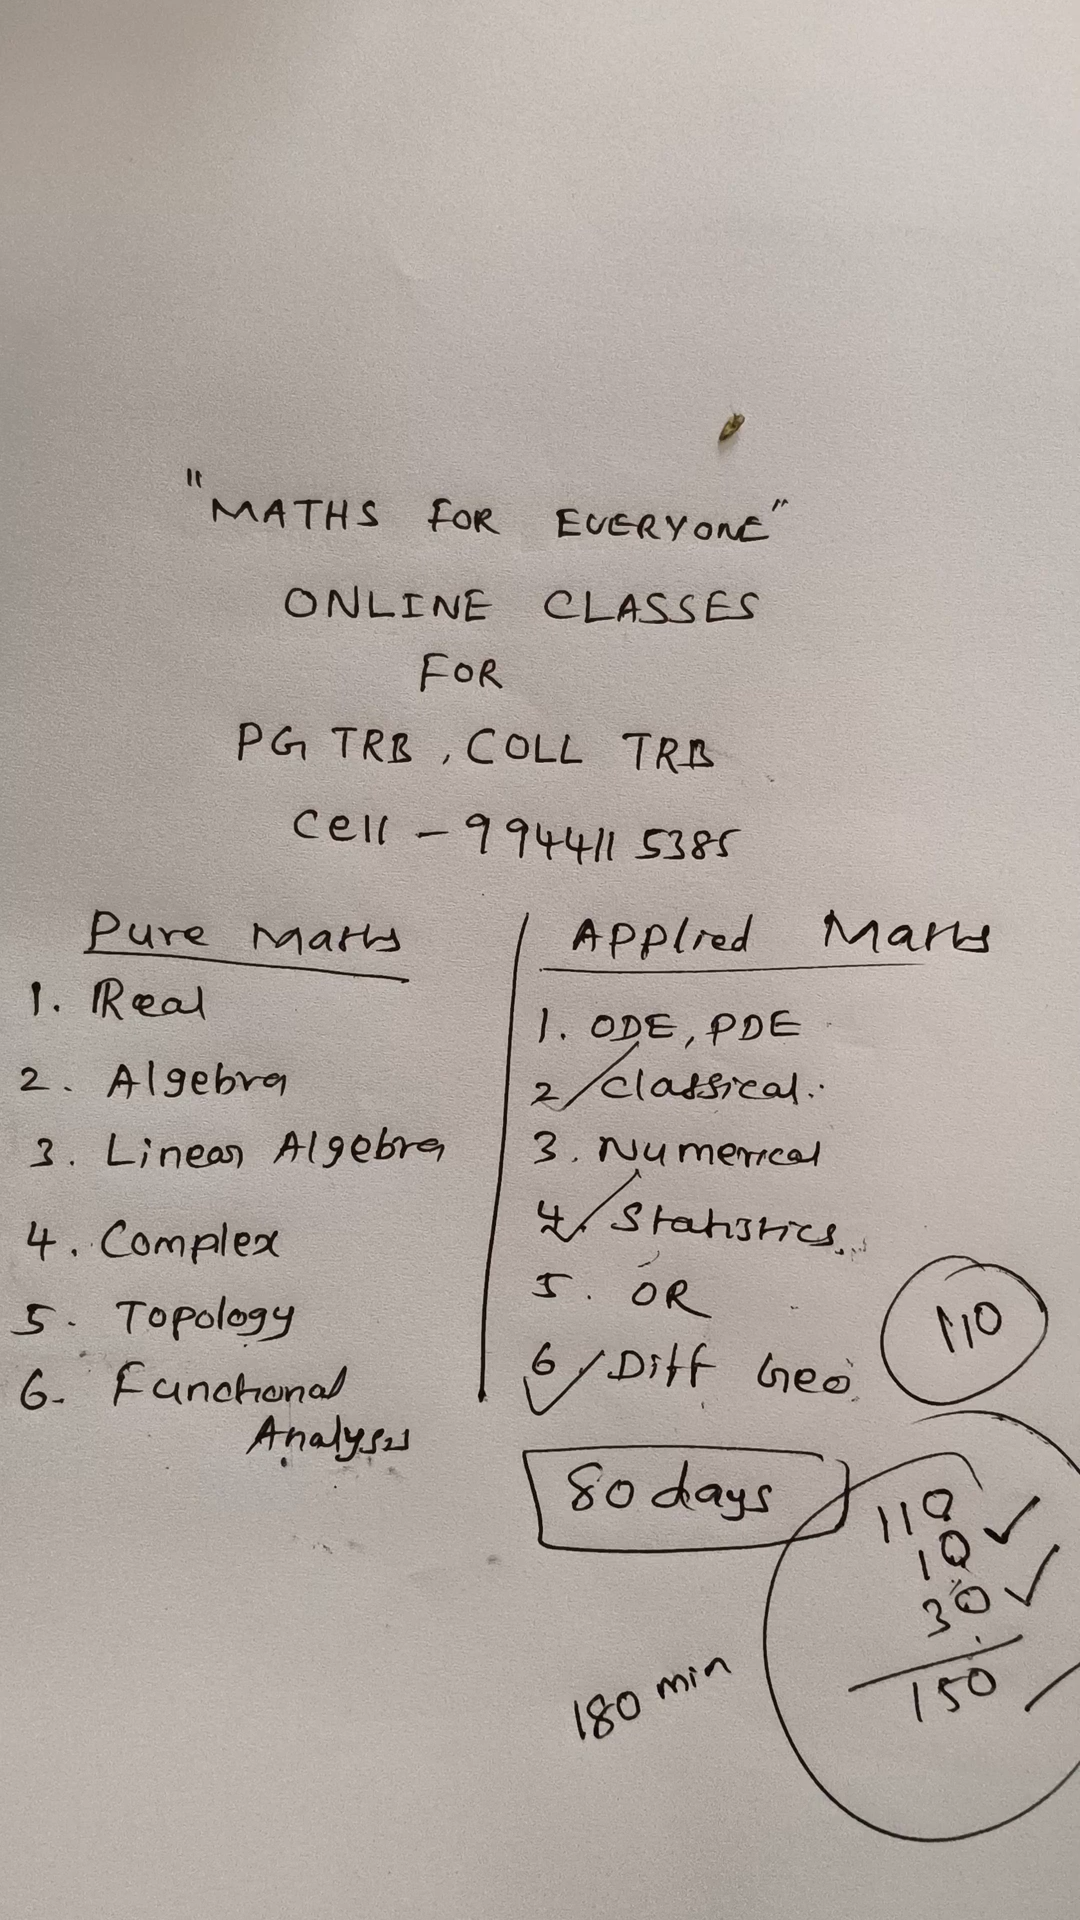 "MATHS FOR EVERYONE"
ONLINE CLASSES
FOR
PG TRB, COLL TRB
Cell - 9944115385
Pure Maths
1. Real
2. Algebra
3. Linear Algebra
4. Complex
5. Topology
6. Functional
Analysis
Applied Maths
1. ODE, PDE
2 Classical.
3. Numerical
4. Statistics
5. OR
6 Diff Geo
80 days
110
110
10
30
150
180 min